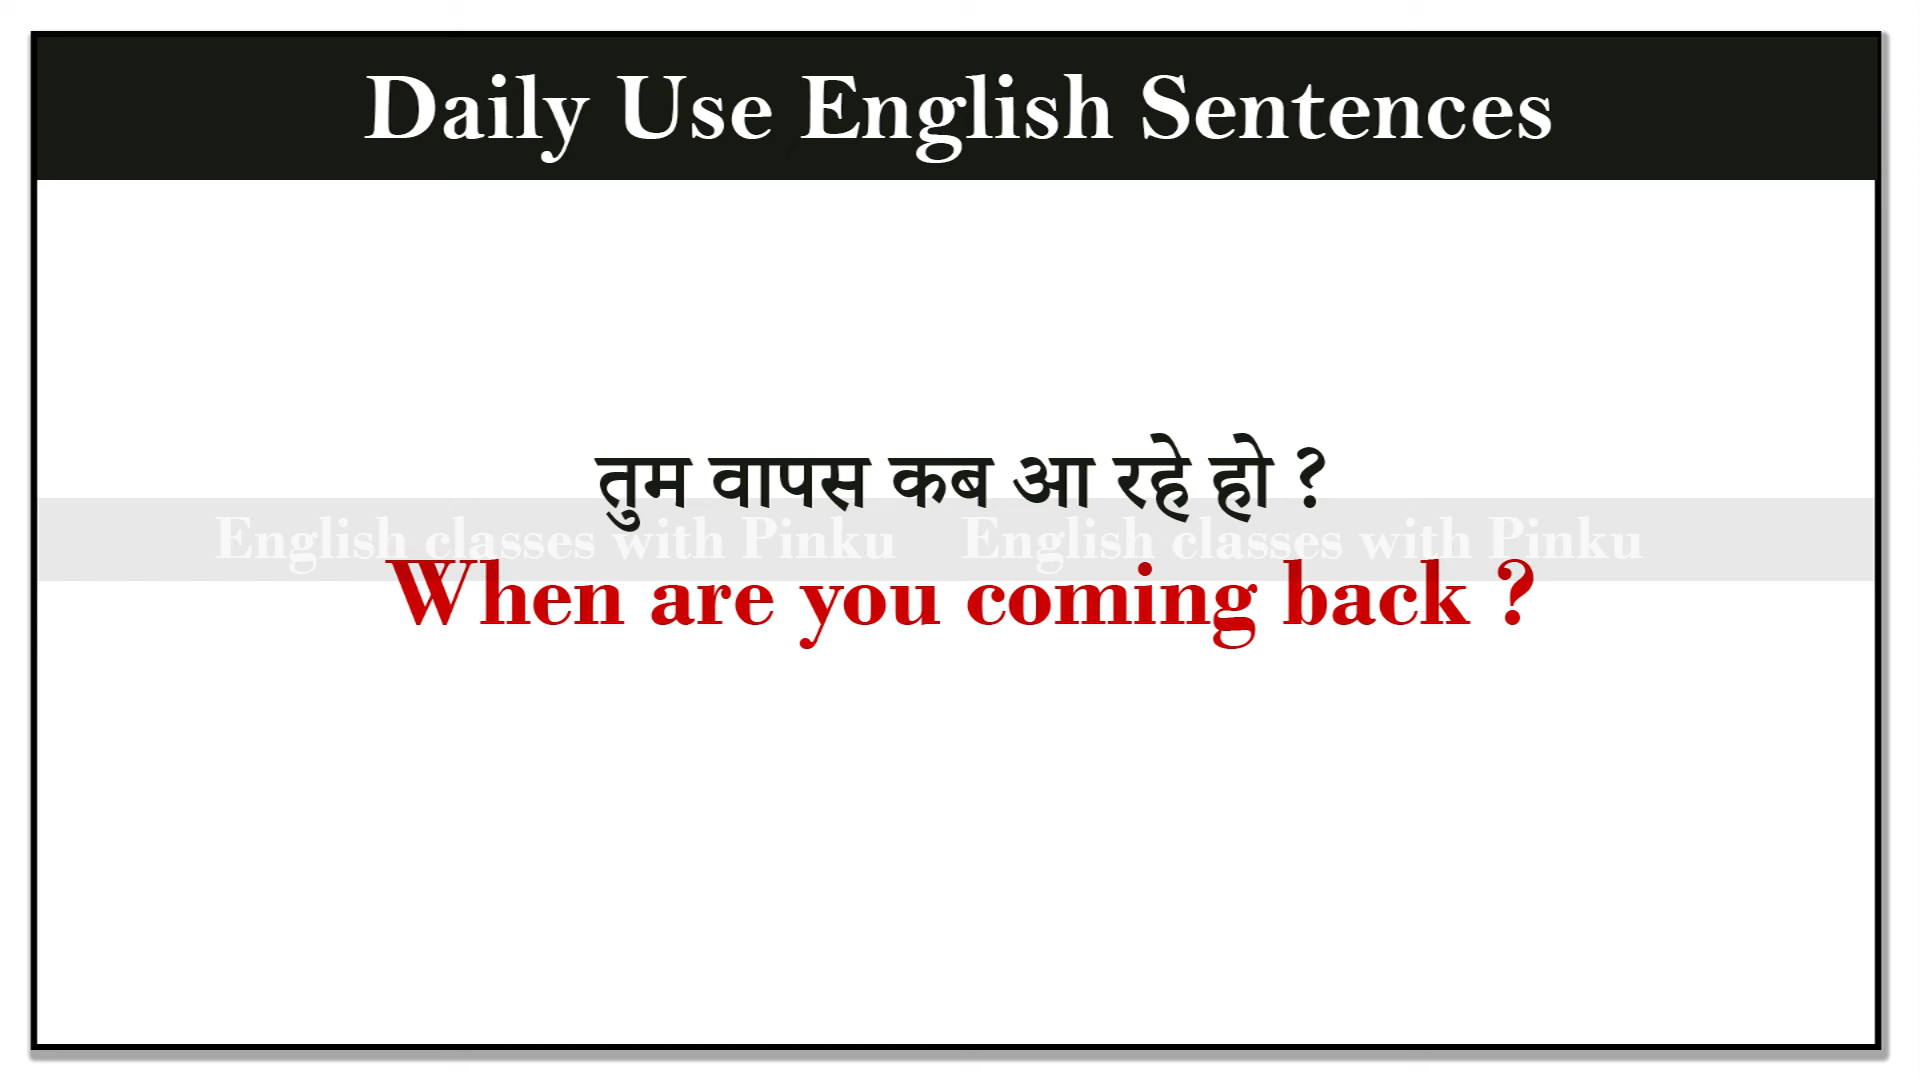 Daily Use English Sentences
तुम वापस कब आ रहे हो ?
English classes with Pinku English classes with Pinku
When are you coming back ?